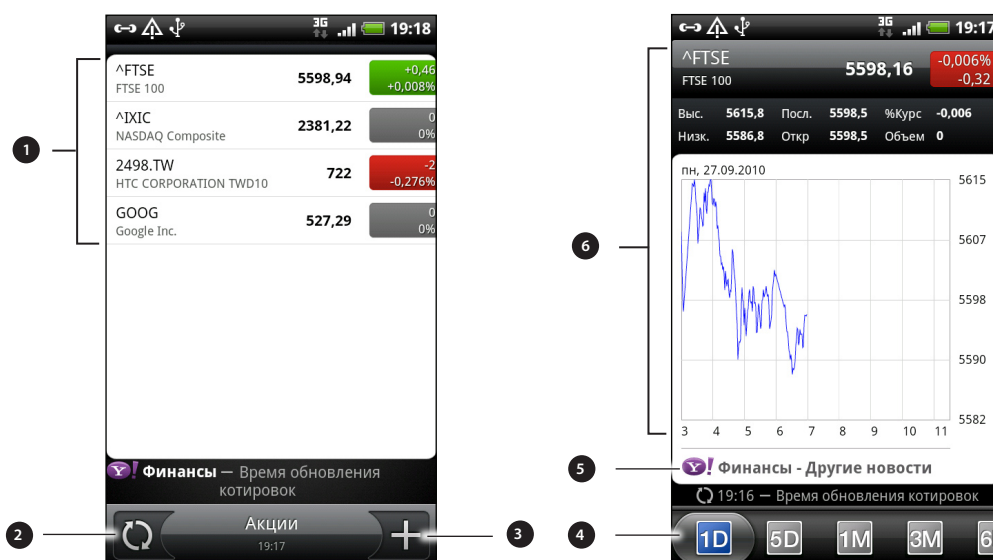 3G 19:18
^FTSE
FTSE 100
5598,94
+0,46
+0,008%
^IXIC
NASDAQ Composite
2381,22
0
0%
2498.TW
HTC CORPORATION TWD10
722
-2
-0,276%
GOOG
Google Inc.
527,29
0
0%
Y! Финансы — Время обновления
котировок
Акции
19:17
1
2
3
3G 19:17
^FTSE
FTSE 100
5598,16
-0,006%
-0,32
Выс. 5615,8 Посл. 5598,5 %Курс -0,006
Низк. 5586,8 Откр 5598,5 Объем 0
пн, 27.09.2010
5615
5607
5598
5590
5582
3 4 5 6 7 8 9 10 11
Y! Финансы - Другие новости
19:16 — Время обновления котировок
1D 5D 1M 3M 6
6
5
4